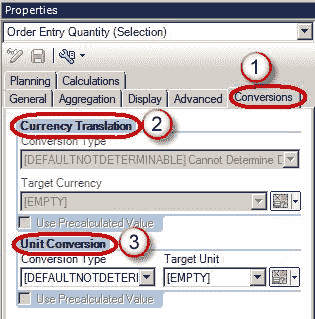 Properties
Order Entry Quantity (Selection)
1
Planning Calculations
General Aggregation Display Advanced Conversions
Currency Translation 2
Conversion Type
[DEFAULTNOTDETERMINABLE] Cannot Determine D
Target Currency
[EMPTY]
Use Precalculated Value
Unit Conversion 3
Conversion Type Target Unit
[DEFAULTNOTDETERI [EMPTY]
Use Precalculated Value